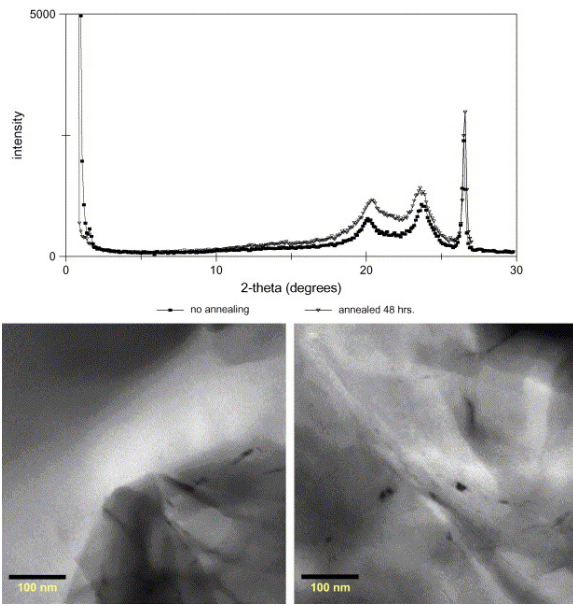 5000
intensity
0
0
10
20
30
2-theta (degrees)
no annealing
annealed 48 hrs.
100 nm
100 nm